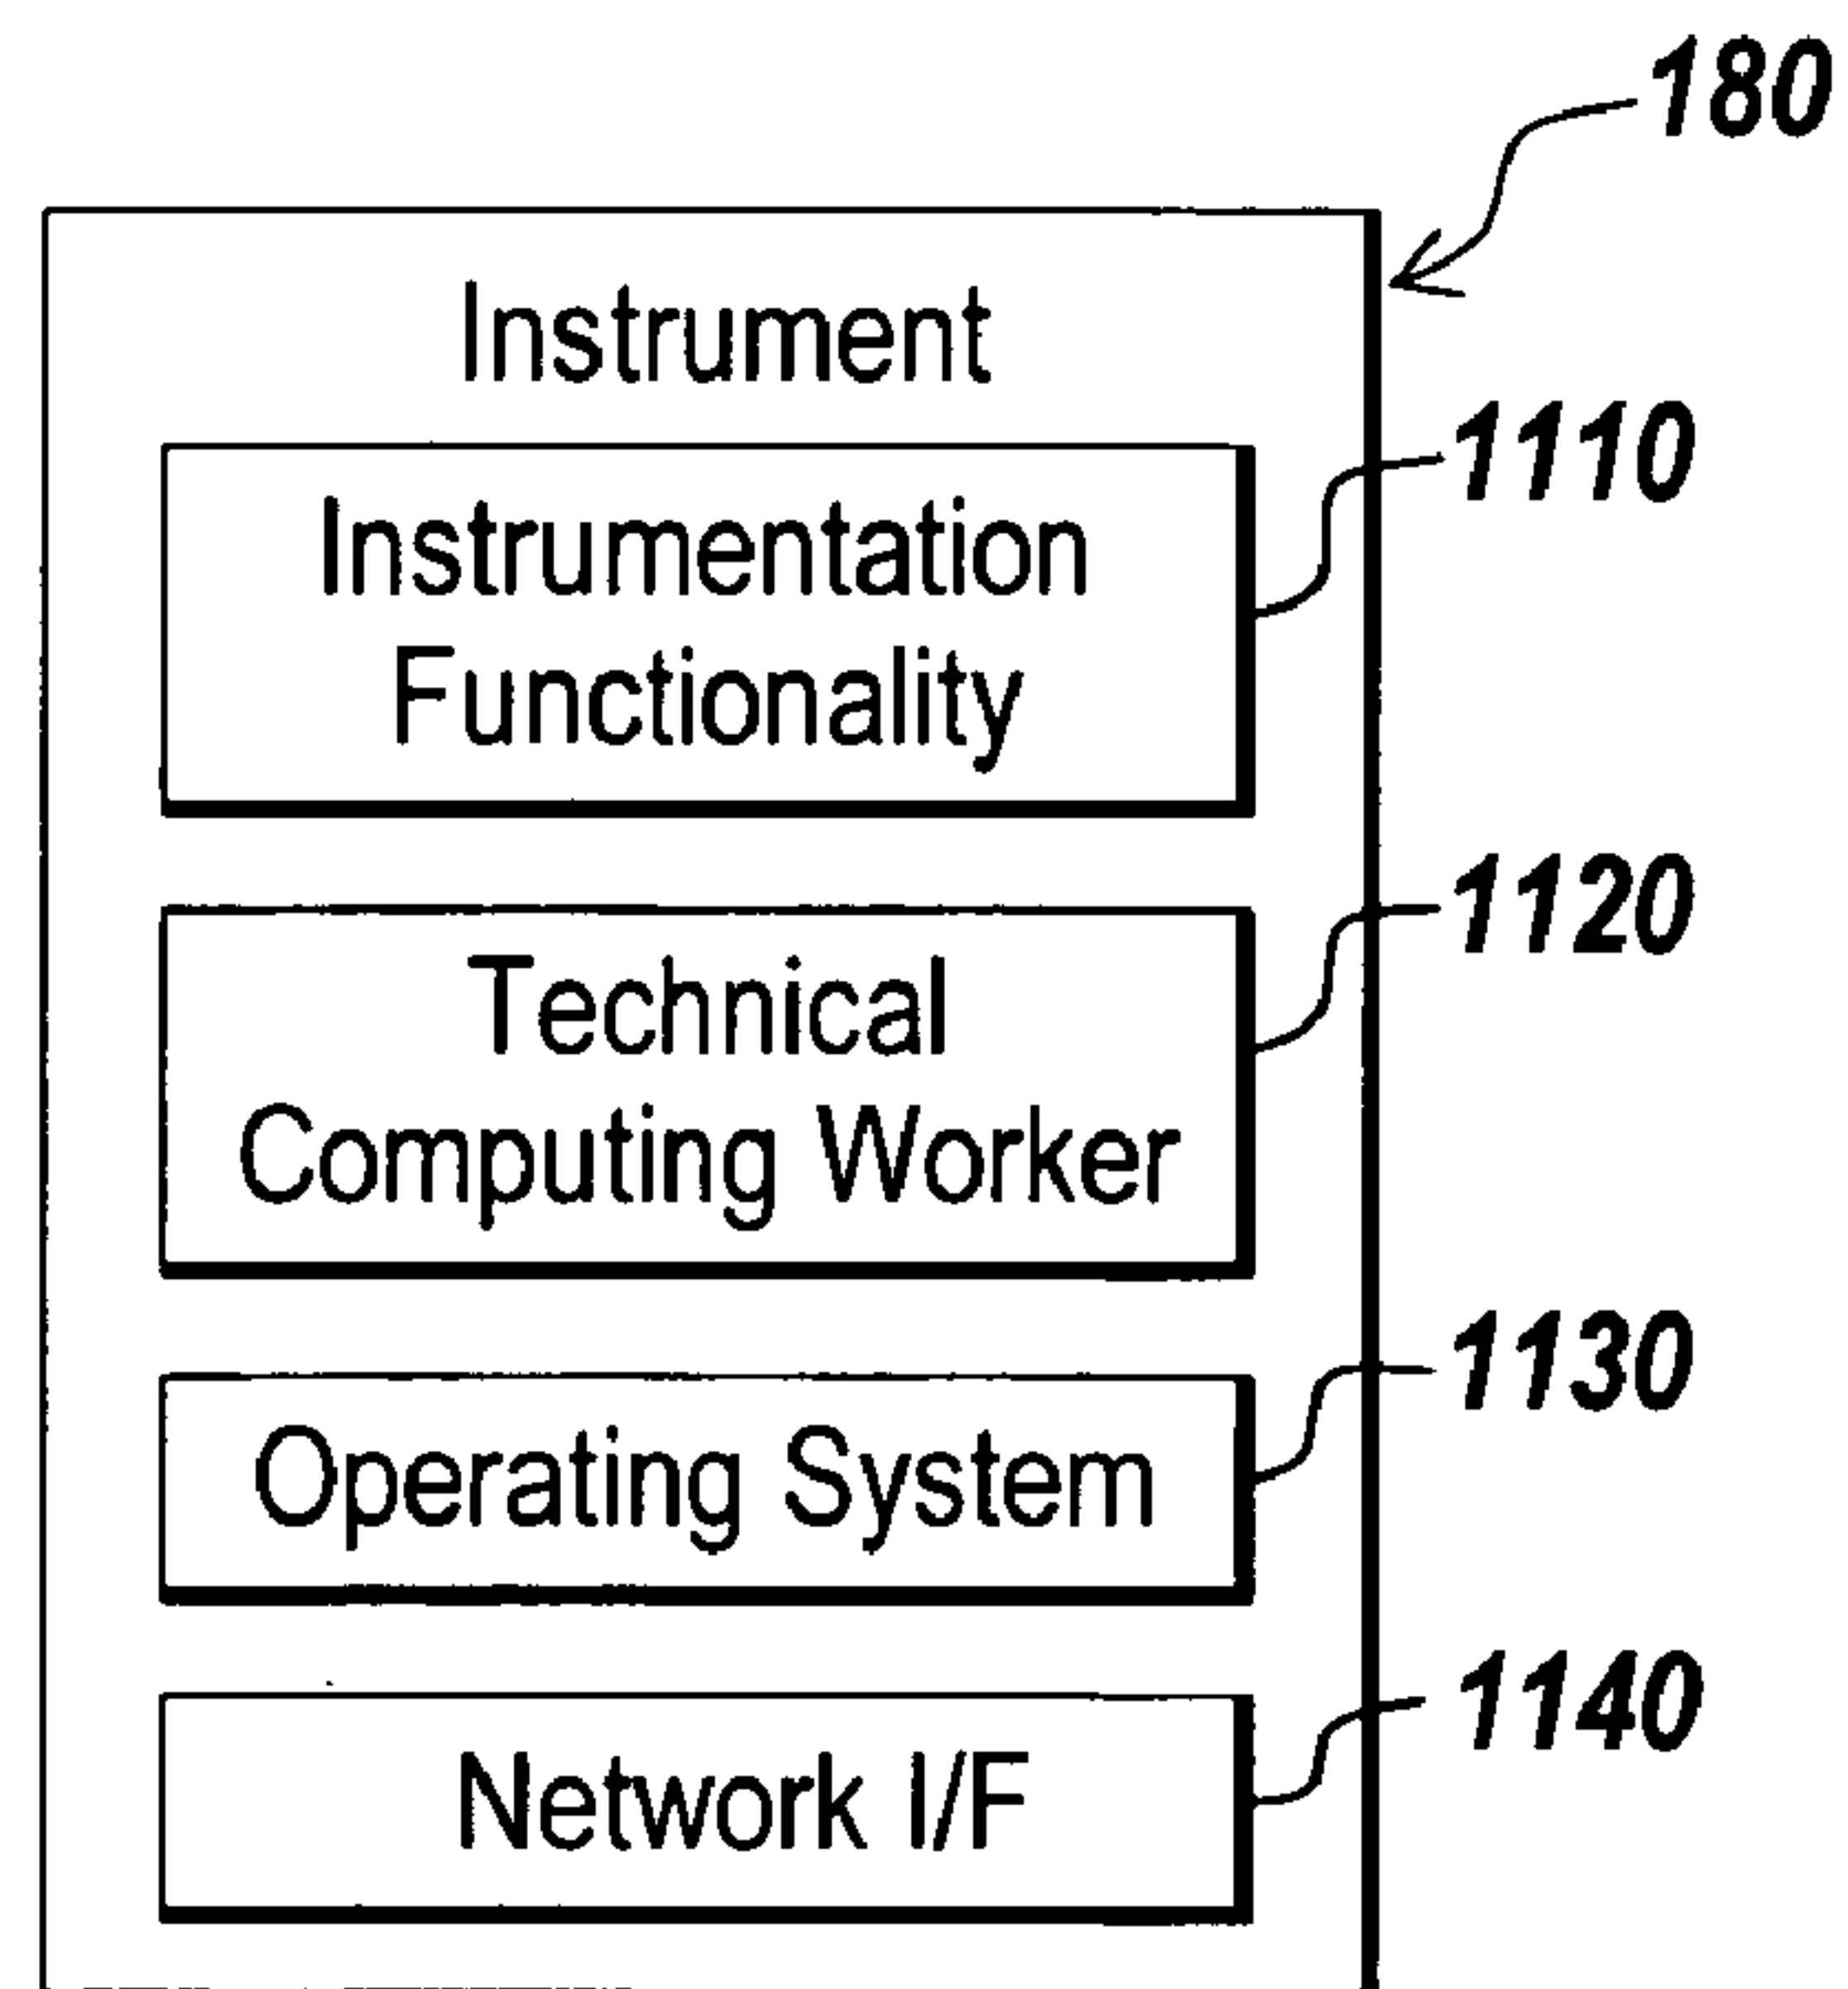 180
Instrument
1110
Instrumentation
Functionality
1120
Technical
Computing Worker
1130
Operating System
1140
Network I/F